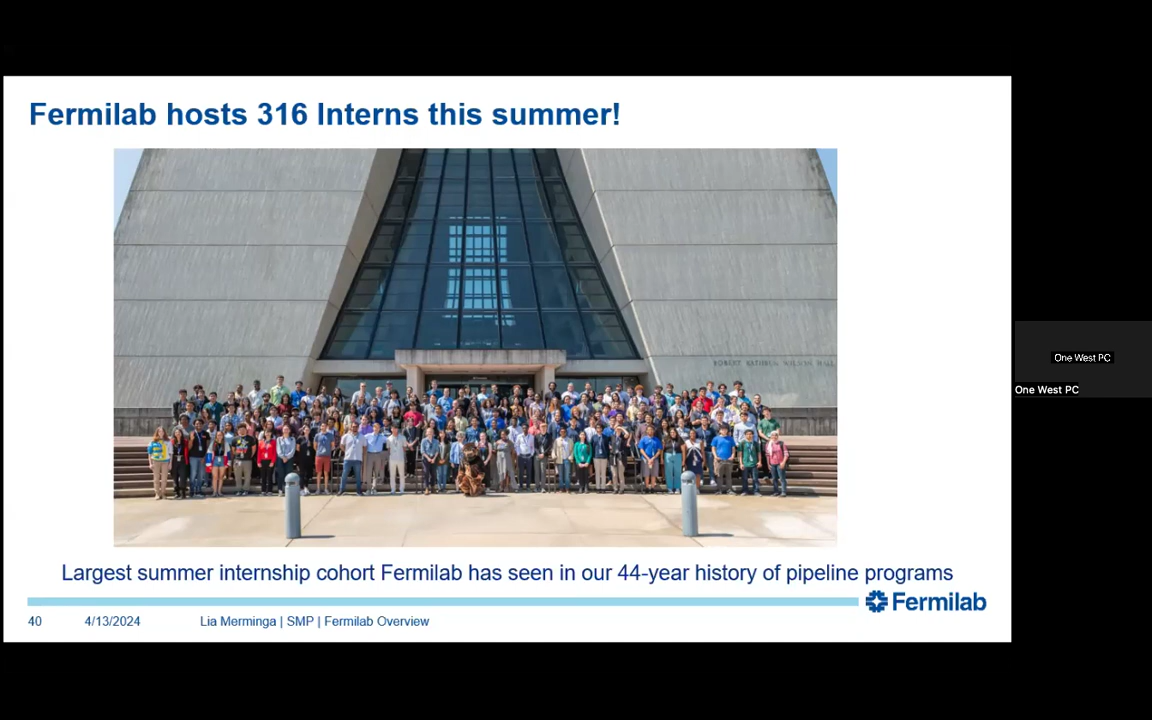 Fermilab hosts 316 Interns this summer!
ROBERT RATHBUN WILSON HALL
Largest summer internship cohort Fermilab has seen in our 44-year history of pipeline programs
Fermilab
40 4/13/2024 Lia Merminga | SMP | Fermilab Overview
One West PC
One West PC